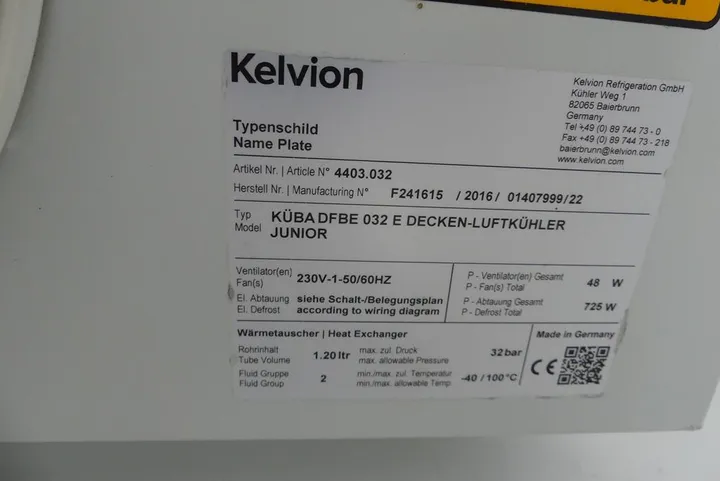 Kelvion
Kelvion Refrigeration GmbH
Kühler Weg 1
82065 Baierbrunn
Germany
Tel +49 (0) 89 744 73 - 0
Fax +49 (0) 89 744 73 - 218
baierbrunn@kelvion.com
www.kelvion.com
Typenschild
Name Plate
Artikel Nr. | Article N° 4403.032
Herstell Nr. | Manufacturing N° F241615 / 2016 / 01407999/22
Typ KÜBA DFBE 032 E DECKEN-LUFTKÜHLER
Model JUNIOR
Ventilator(en) 230V-1-50/60HZ
Fan(s)
P - Ventilator(en) Gesamt 48 W
P - Fan(s) Total
El. Abtauung siehe Schalt-/Belegungsplan
El. Defrost according to wiring diagram
P - Abtauung Gesamt 725 W
P - Defrost Total
Wärmetauscher | Heat Exchanger
Rohrinhalt 1.20 ltr max. zul. Druck 32 bar
Tube Volume max. allowable Pressure
Fluid Gruppe 2 min./max. zul. Temperatur -40 / 100 °C
Fluid Group min./max. allowable Temp
Made in Germany
CE